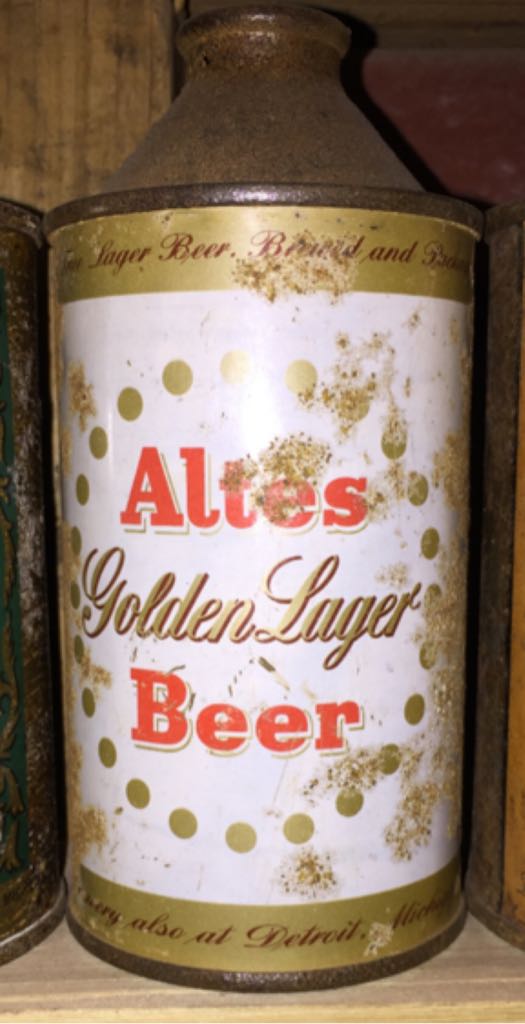 Lager Beer. Brewed and
Altes
Golden Lager
Beer
also at Detroit,